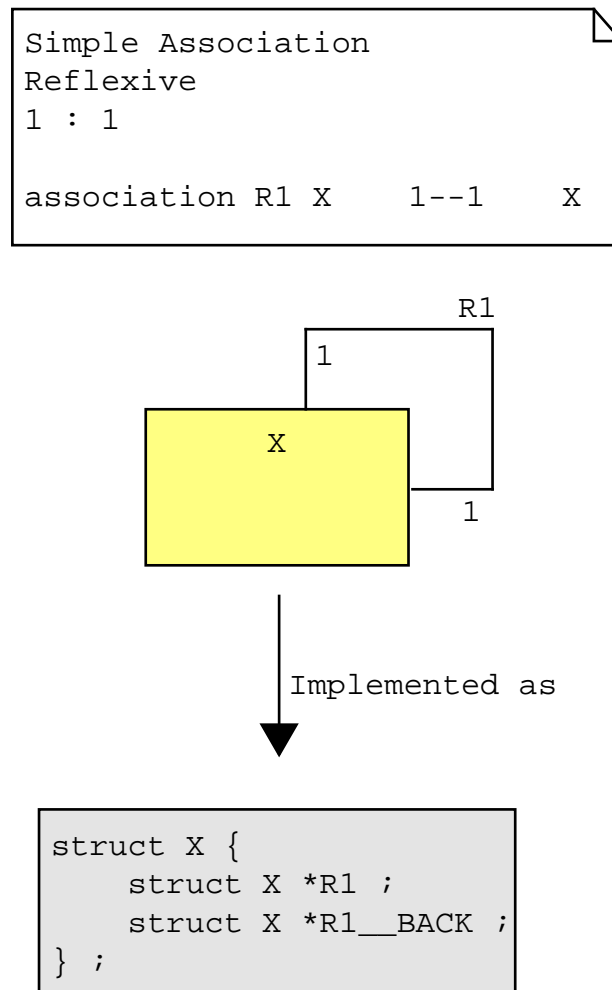 Simple Association
Reflexive
1 : 1
association R1 X    1--1    X
R1
1
X
1
Implemented as
struct X {
    struct X *R1 ;
    struct X *R1__BACK ;
} ;